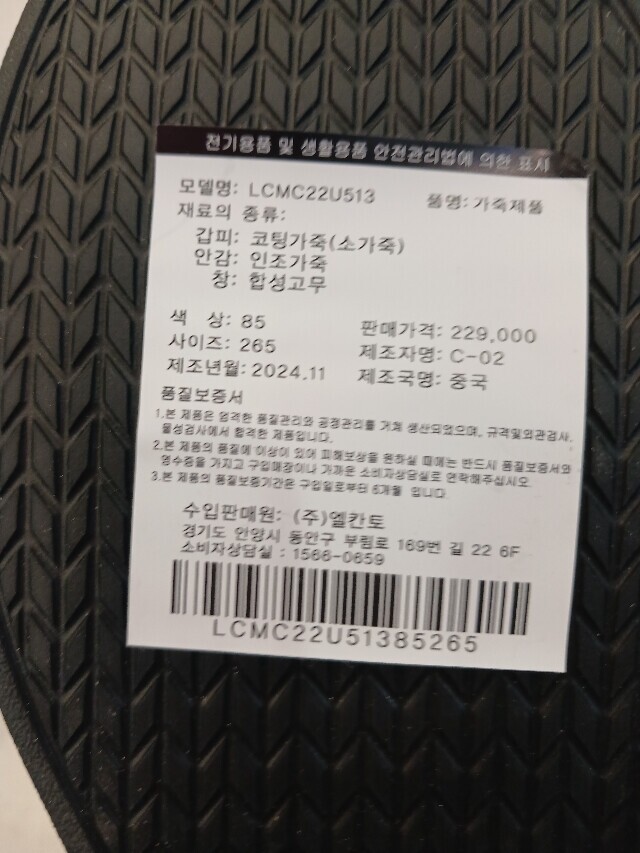 전기용품 및 생활용품 안전관리법에 의한 표시
모델명: LCMC22U513 품명: 가죽제품
재료의 종류:
갑피: 코팅가죽(소가죽)
안감: 인조가죽
창: 합성고무
색 상: 85 판매가격: 229,000
사이즈: 265 제조자명: C-02
제조년월: 2024.11 제조국명: 중국
품질보증서
1.본 제품은 엄격한 품질관리와 공정관리를 거쳐 생산되었으며, 규격및외관검사,
물성검사에서 합격한 제품입니다.
2.본 제품의 품질에 이상이 있어 피해보상을 원하실 때에는 반드시 품질보증서와
영수증을 가지고 구입매장이나 가까운 소비자상담실로 연락해주십시오.
3.본 제품의 품질보증기간은 구입일로부터 6개월 입니다.
수입판매원: (주)엘칸토
경기도 안양시 동안구 부림로 169번 길 22 6F
소비자상담실 : 1566-0659
LCMC22U51385265